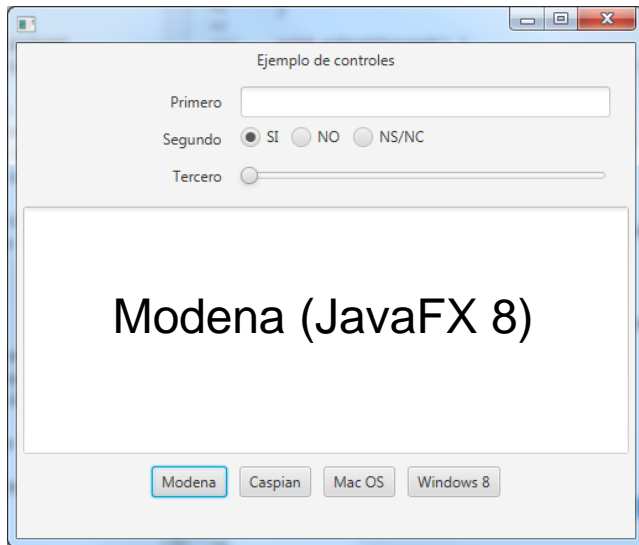 Ejemplo de controles
Primero
Segundo SI NO NS/NC
Tercero
Modena (JavaFX 8)
Modena Caspian Mac OS Windows 8